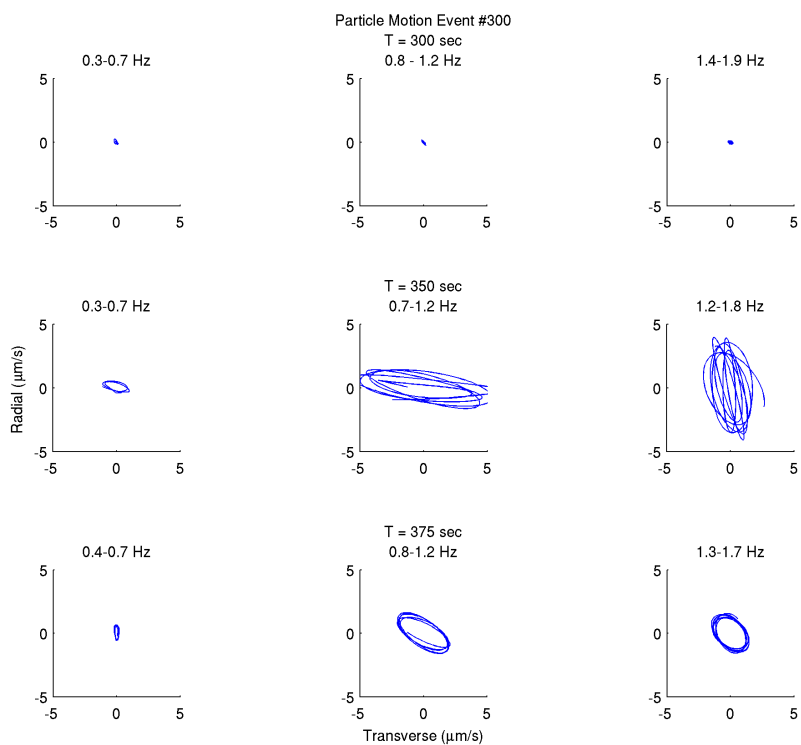 Particle Motion Event #300
T = 300 sec
0.3-0.7 Hz
0.8 - 1.2 Hz
1.4-1.9 Hz
5 5 5
0 0 0
-5 -5 -5
-5 0 5 -5 0 5 -5 0 5
T = 350 sec
0.3-0.7 Hz
0.7-1.2 Hz
1.2-1.8 Hz
5 5 5
Radial (μm/s)
0 0 0
-5 -5 -5
-5 0 5 -5 0 5 -5 0 5
T = 375 sec
0.4-0.7 Hz
0.8-1.2 Hz
1.3-1.7 Hz
5 5 5
0 0 0
-5 -5 -5
-5 0 5 -5 0 5 -5 0 5
Transverse (μm/s)